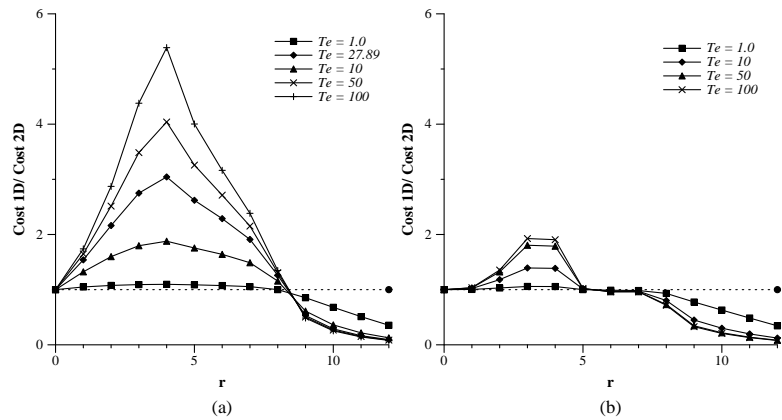 6
4
2
0
0
5
10
Cost 1D/ Cost 2D
r
Te = 1.0
Te = 27.89
Te = 10
Te = 50
Te = 100
(a)
6
4
2
0
0
5
10
Cost 1D/ Cost 2D
r
Te = 1.0
Te = 10
Te = 50
Te = 100
(b)